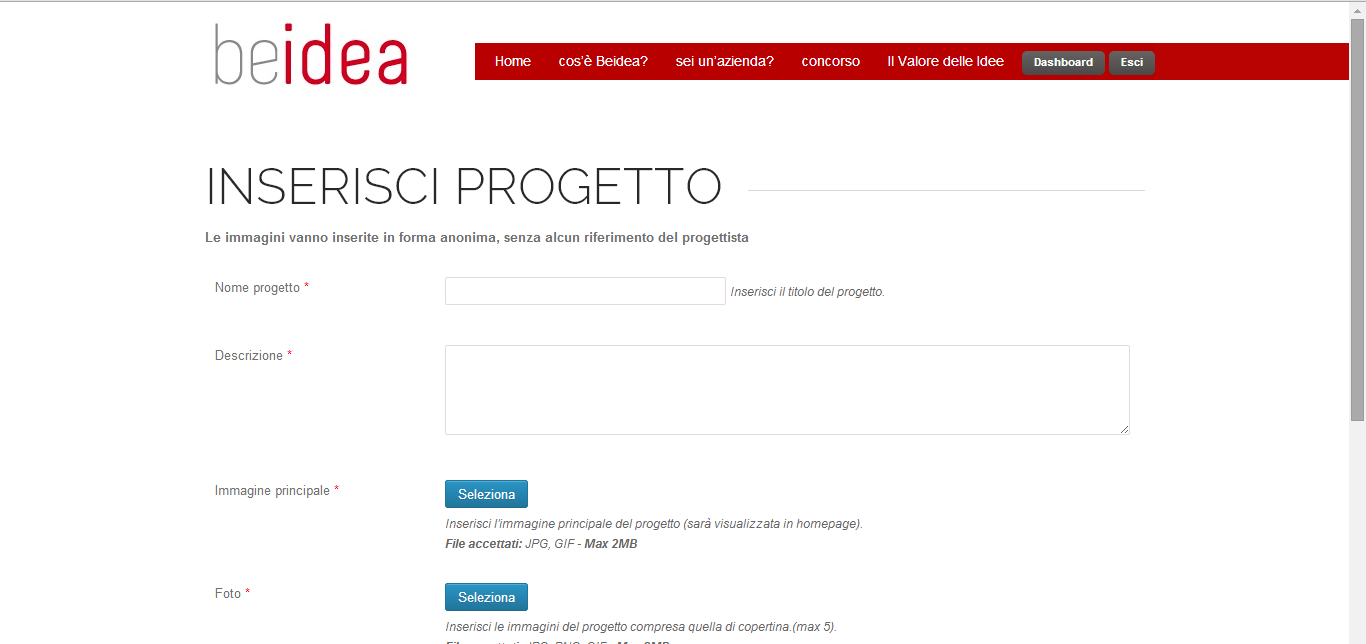 beidea
Home cos'è Beidea? sei un'azienda? concorso Il Valore delle Idee Dashboard Esci
INSERISCI PROGETTO
Le immagini vanno inserite in forma anonima, senza alcun riferimento del progettista
Nome progetto * Inserisci il titolo del progetto.
Descrizione *
Immagine principale * Seleziona
Inserisci l'immagine principale del progetto (sarà visualizzata in homepage).
File accettati: JPG, GIF - Max 2MB
Foto * Seleziona
Inserisci le immagini del progetto compresa quella di copertina.(max 5).